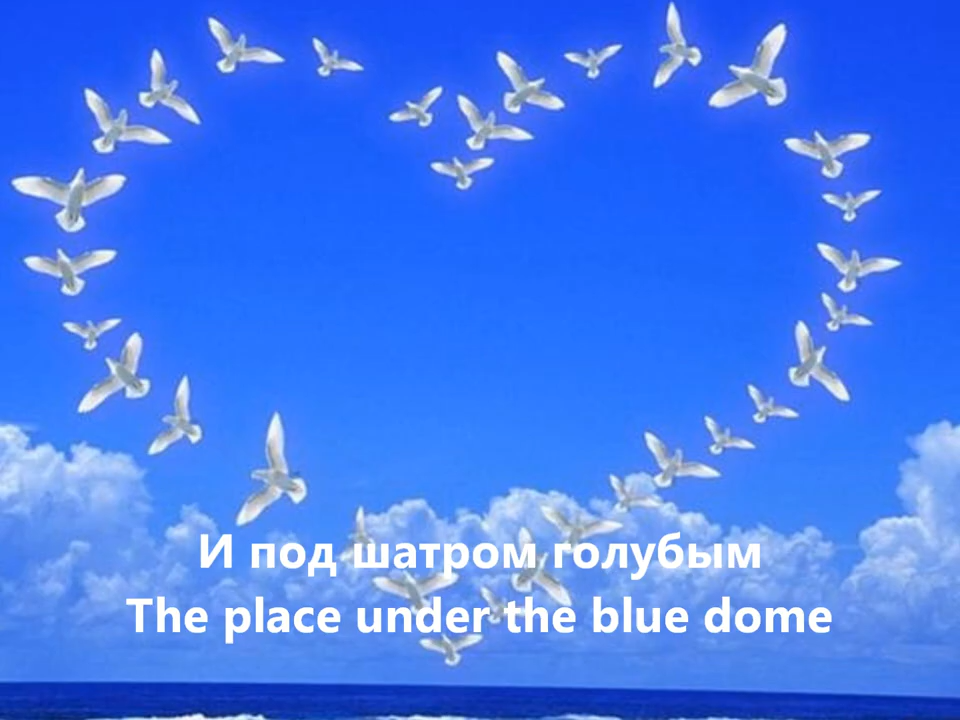 И под шатром голубым
The place under the blue dome